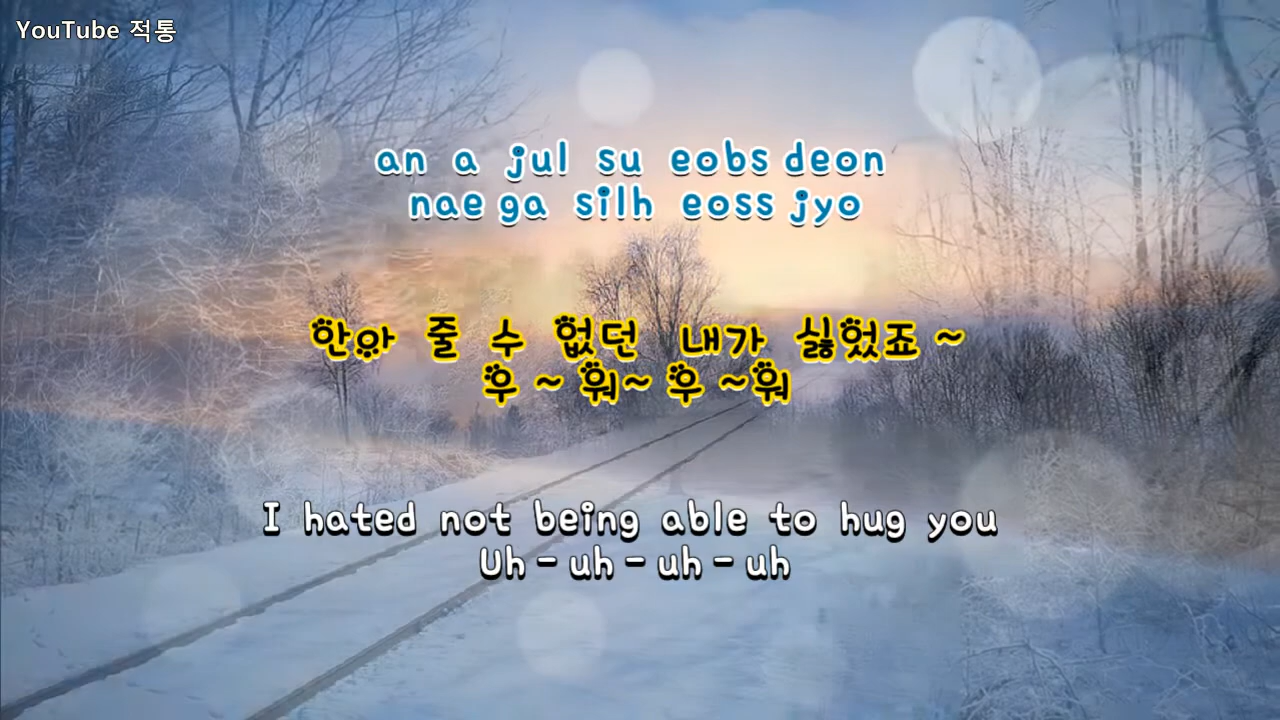 YouTube 적통
an a jul su eobs deon
nae ga silh eoss jyo
안아 줄 수 없던 내가 싫었죠 ~
우 ~ 워~ 우 ~워
I hated not being able to hug you
Uh - uh - uh - uh